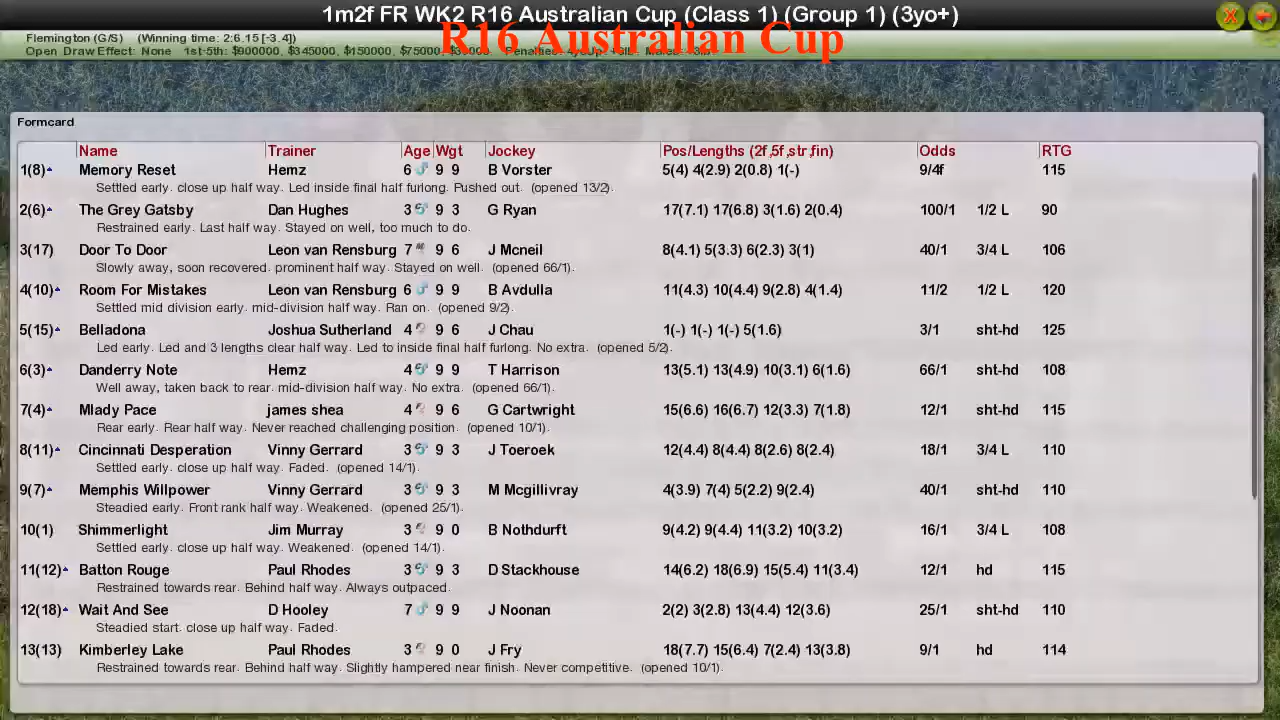 1m2f FR WK2 R16 Australian Cup (Class 1) (Group 1) (3yo+)
R16 Australian Cup
Flemington (G/S) (Winning time: 2:6.15 [-3.4])
Open Draw Effect: None 1st-5th: $900000, $345000, $150000, $75000,
Formcard
Name Trainer Age Wgt Jockey Pos/Lengths (2f,5f,str,fin) Odds RTG
1(8) Memory Reset Hemz 6 9 9 B Vorster 5(4) 4(2.9) 2(0.8) 1(-) 9/4f 115
Settled early. close up half way. Led inside final half furlong. Pushed out. (opened 13/2).
2(6) The Grey Gatsby Dan Hughes 3 9 3 G Ryan 17(7.1) 17(6.8) 3(1.6) 2(0.4) 100/1 1/2 L 90
Restrained early. Last half way. Stayed on well, too much to do.
3(17) Door To Door Leon van Rensburg 7 9 6 J Mcneil 8(4.1) 5(3.3) 6(2.3) 3(1) 40/1 3/4 L 106
Slowly away, soon recovered. prominent half way. Stayed on well. (opened 66/1).
4(10) Room For Mistakes Leon van Rensburg 6 9 9 B Avdulla 11(4.3) 10(4.4) 9(2.8) 4(1.4) 11/2 1/2 L 120
Settled mid division early. mid-division half way. Ran on. (opened 9/2).
5(15) Belladona Joshua Sutherland 4 9 6 J Chau 1(-) 1(-) 1(-) 5(1.6) 3/1 sht-hd 125
Led early. Led and 3 lengths clear half way. Led to inside final half furlong. No extra. (opened 5/2).
6(3) Danderry Note Hemz 4 9 9 T Harrison 13(5.1) 13(4.9) 10(3.1) 6(1.6) 66/1 sht-hd 108
Well away, taken back to rear. mid-division half way. No extra. (opened 66/1).
7(4) Mlady Pace james shea 4 9 6 G Cartwright 15(6.6) 16(6.7) 12(3.3) 7(1.8) 12/1 sht-hd 115
Rear early. Rear half way. Never reached challenging position. (opened 10/1).
8(11) Cincinnati Desperation Vinny Gerrard 3 9 3 J Toeroek 12(4.4) 8(4.4) 8(2.6) 8(2.4) 18/1 3/4 L 110
Settled early. close up half way. Faded. (opened 14/1).
9(7) Memphis Willpower Vinny Gerrard 3 9 3 M Mcgillivray 4(3.9) 7(4) 5(2.2) 9(2.4) 40/1 sht-hd 110
Steadied early. Front rank half way. Weakened. (opened 25/1).
10(1) Shimmerlight Jim Murray 3 9 0 B Nothdurft 9(4.2) 9(4.4) 11(3.2) 10(3.2) 16/1 3/4 L 108
Settled early. close up half way. Weakened. (opened 14/1).
11(12) Batton Rouge Paul Rhodes 3 9 3 D Stackhouse 14(6.2) 18(6.9) 15(5.4) 11(3.4) 12/1 hd 115
Restrained towards rear. Behind half way. Always outpaced.
12(18) Wait And See D Hooley 7 9 9 J Noonan 2(2) 3(2.8) 13(4.4) 12(3.6) 25/1 sht-hd 110
Steadied start. close up half way. Faded.
13(13) Kimberley Lake Paul Rhodes 3 9 0 J Fry 18(7.7) 15(6.4) 7(2.4) 13(3.8) 9/1 hd 114
Restrained towards rear. Behind half way. Slightly hampered near finish. Never competitive. (opened 10/1).